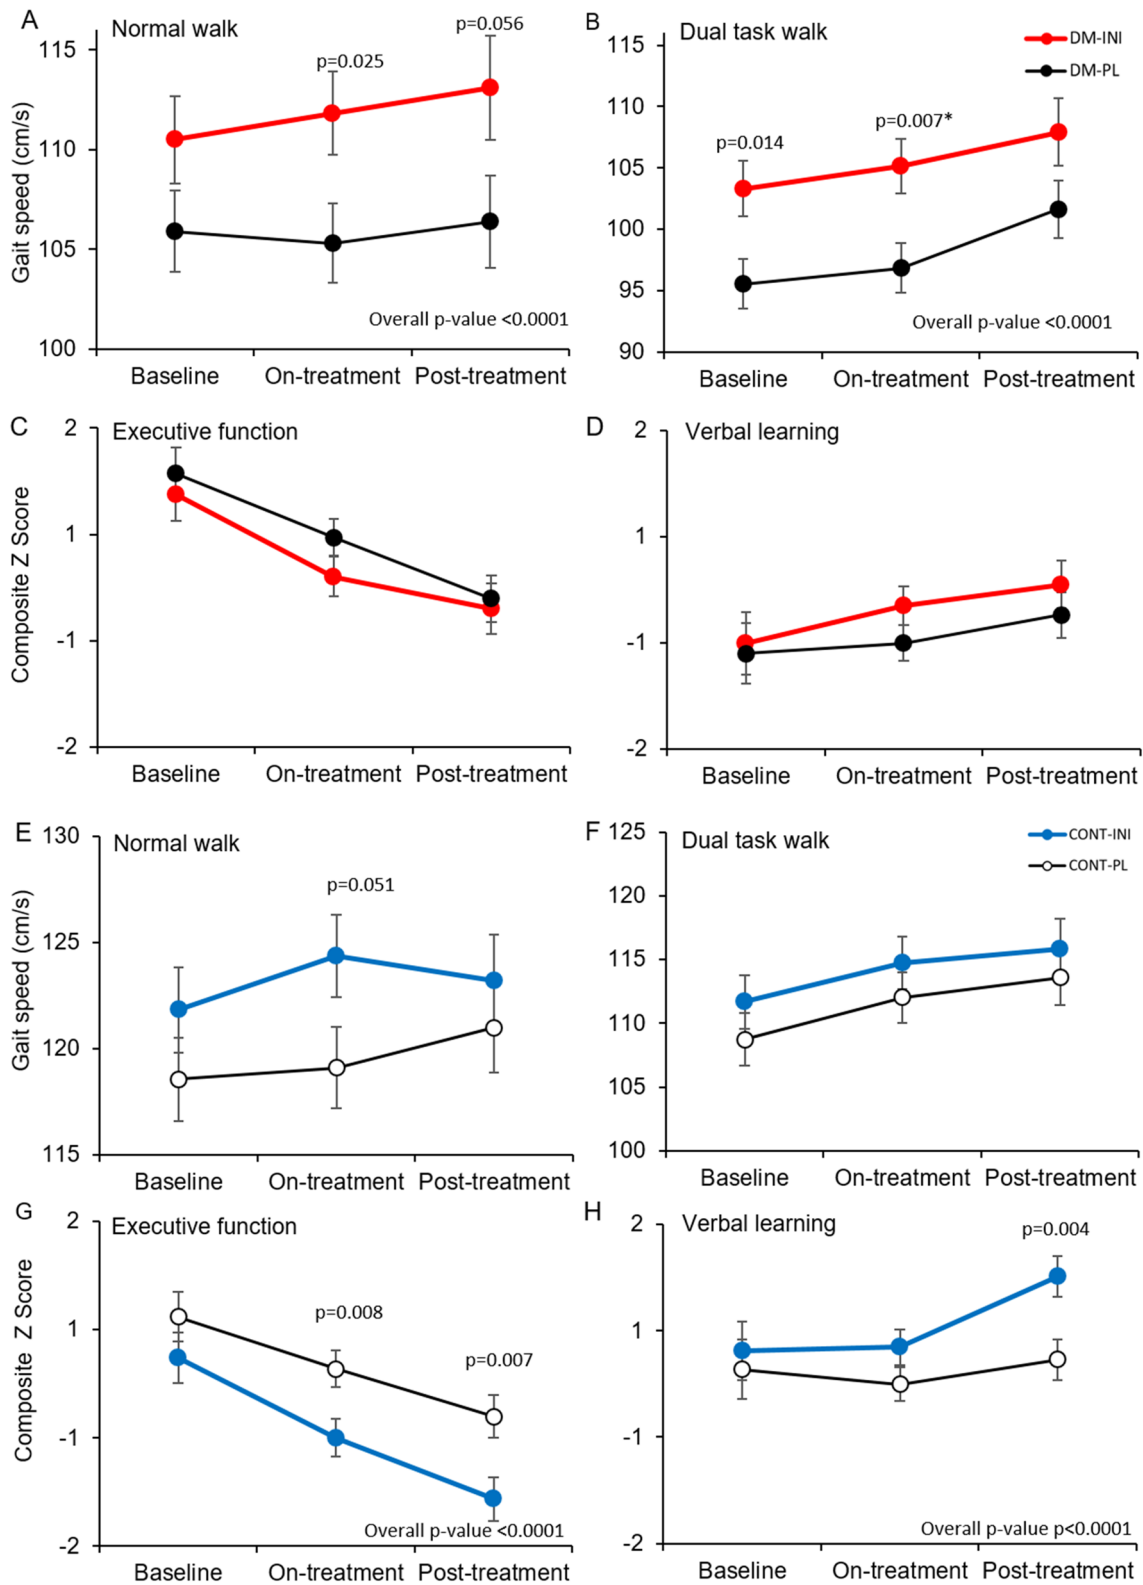 A
Normal walk
p=0.025
p=0.056
115
110
105
100
Gait speed (cm/s)
Overall p-value <0.0001
Baseline On-treatment Post-treatment
B
Dual task walk
DM-INI
DM-PL
p=0.014
p=0.007*
115
110
105
100
95
90
Overall p-value <0.0001
Baseline On-treatment Post-treatment
C
Executive function
2
1
-1
-2
Composite Z Score
Baseline On-treatment Post-treatment
D
Verbal learning
2
1
-1
-2
Baseline On-treatment Post-treatment
E
Normal walk
p=0.051
130
125
120
115
Gait speed (cm/s)
Baseline On-treatment Post-treatment
F
Dual task walk
CONT-INI
CONT-PL
125
120
115
110
105
100
Baseline On-treatment Post-treatment
G
Executive function
p=0.008
p=0.007
2
1
-1
-2
Composite Z Score
Overall p-value <0.0001
Baseline On-treatment Post-treatment
H
Verbal learning
p=0.004
2
1
-1
-2
Overall p-value p<0.0001
Baseline On-treatment Post-treatment